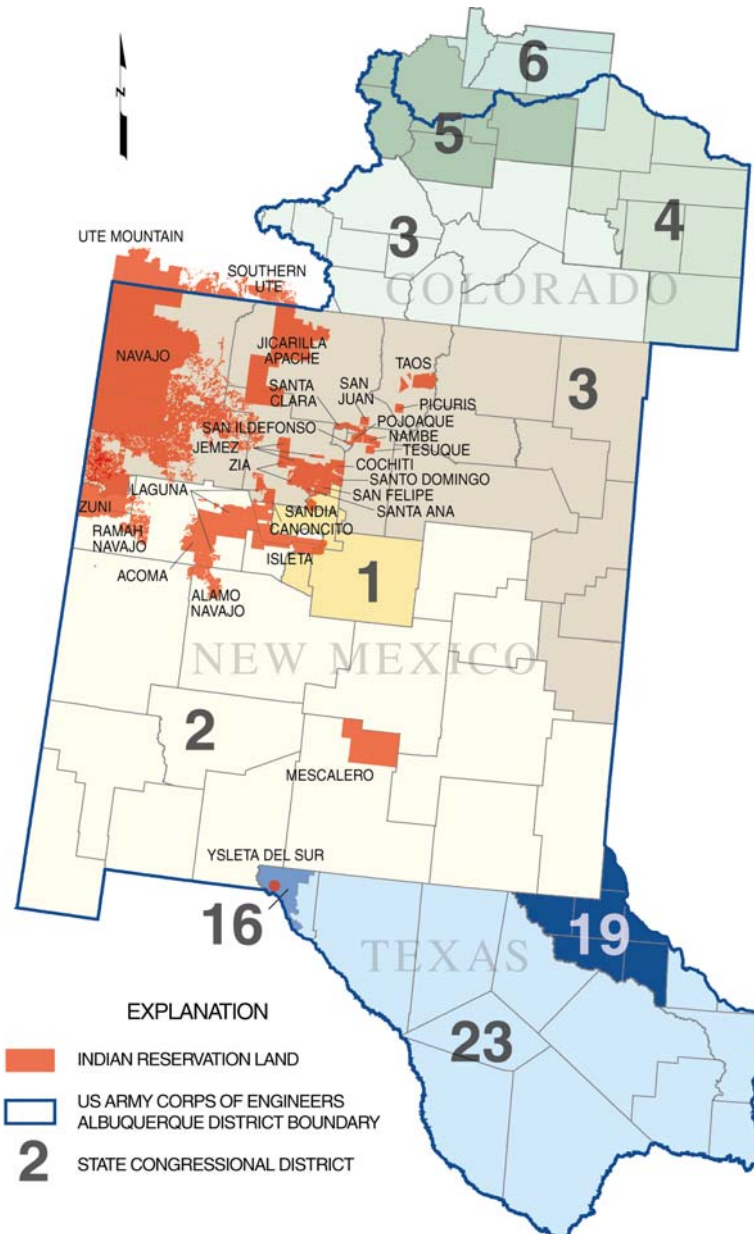 6
5
N
4
3
UTE MOUNTAIN
SOUTHERN
UTE
COLORADO
NAVAJO
JICARILLA
APACHE
TAOS
3
SANTA
CLARA
SAN
JUAN
PICURIS
POJOAQUE
SAN ILDEFONSO
NAMBE
JEMEZ
TESUQUE
ZIA
COCHITI
SANTO DOMINGO
LAGUNA
SAN FELIPE
ZUNI
SANDIA
SANTA ANA
RAMAH
NAVAJO
CANONCITO
ISLETA
ACOMA
1
ALAMO
NAVAJO
NEW MEXICO
2
MESCALERO
YSLETA DEL SUR
16
19
TEXAS
23
EXPLANATION
INDIAN RESERVATION LAND
US ARMY CORPS OF ENGINEERS
ALBUQUERQUE DISTRICT BOUNDARY
2 STATE CONGRESSIONAL DISTRICT